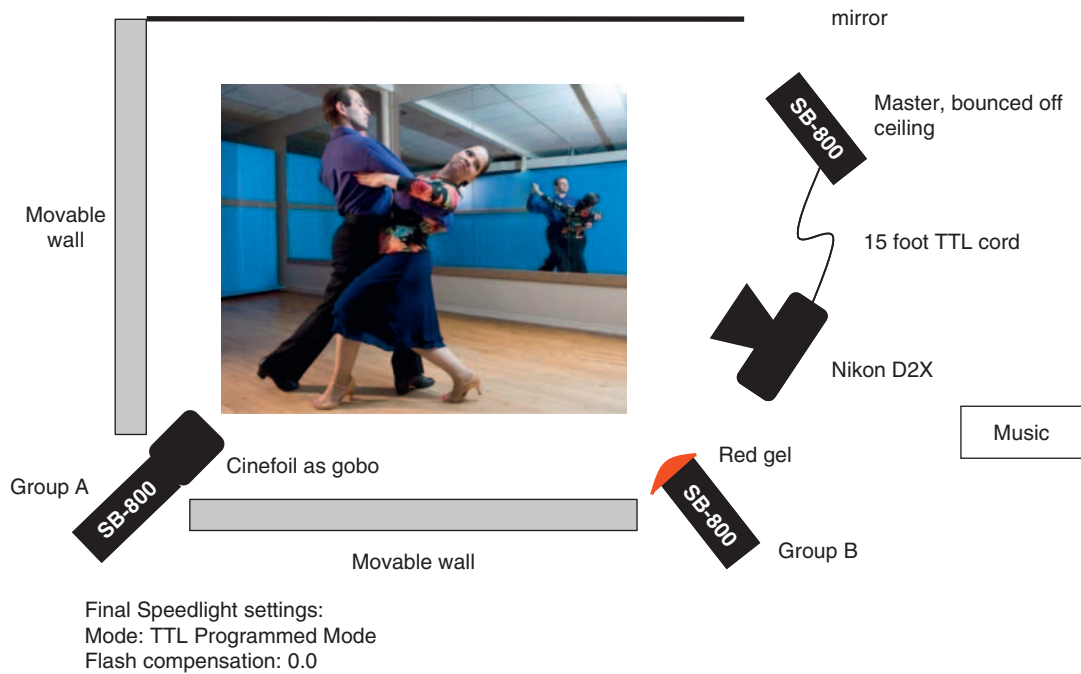 mirror
SB-800
Master, bounced off
ceiling
Movable
wall
15 foot TTL cord
Nikon D2X
Music
Cinefoil as gobo
Red gel
Group A
SB-800
SB-800
Group B
Movable wall
Final Speedlight settings:
Mode: TTL Programmed Mode
Flash compensation: 0.0